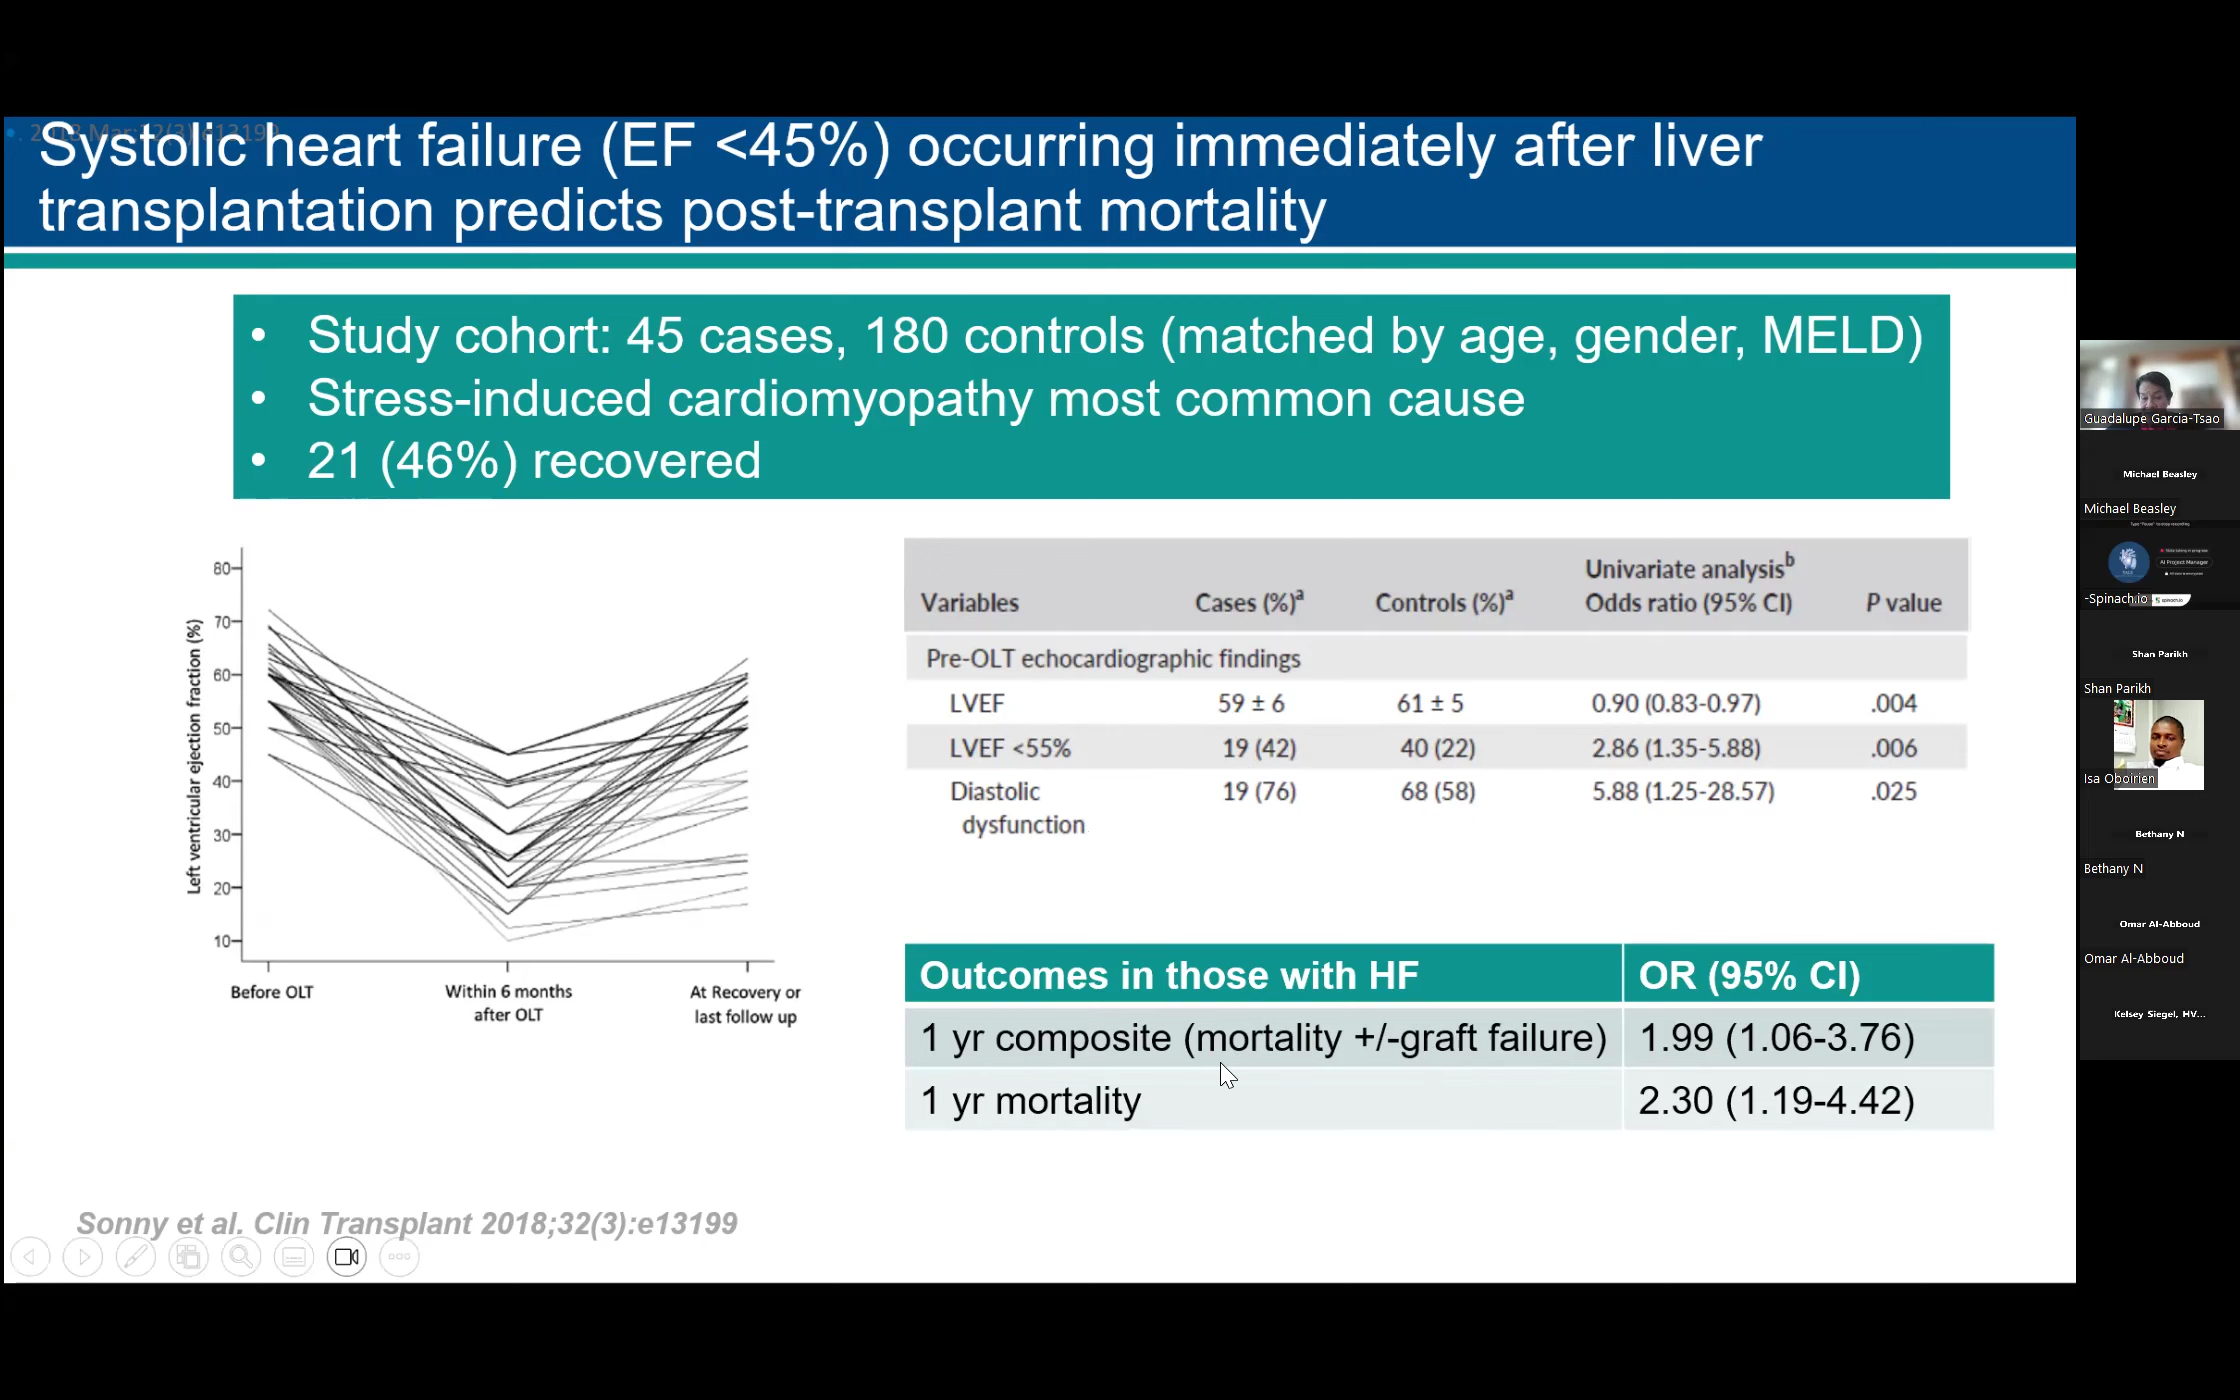 Systolic heart failure (EF <45%) occurring immediately after liver
transplantation predicts post-transplant mortality
• Study cohort: 45 cases, 180 controls (matched by age, gender, MELD)
• Stress-induced cardiomyopathy most common cause
• 21 (46%) recovered
Left ventricular ejection fraction (%)
80
70
60
50
40
30
20
10
Before OLT
Within 6 months
after OLT
At Recovery or
last follow up
Variables Cases (%)a Controls (%)a Univariate analysisb Odds ratio (95% CI) P value
Pre-OLT echocardiographic findings
LVEF 59 ± 6 61 ± 5 0.90 (0.83-0.97) .004
LVEF <55% 19 (42) 40 (22) 2.86 (1.35-5.88) .006
Diastolic 19 (76) 68 (58) 5.88 (1.25-28.57) .025
dysfunction
Outcomes in those with HF OR (95% CI)
1 yr composite (mortality +/-graft failure) 1.99 (1.06-3.76)
1 yr mortality 2.30 (1.19-4.42)
Sonny et al. Clin Transplant 2018;32(3):e13199
Guadalupe Garcia-Tsao
Michael Beasley
Michael Beasley
AI Project Manager
-Spinach.io
spinach.io
Shan Parikh
Shan Parikh
Isa Oboirien
Bethany N
Bethany N
Omar Al-Abboud
Omar Al-Abboud
Kelsey Siegel, HV...